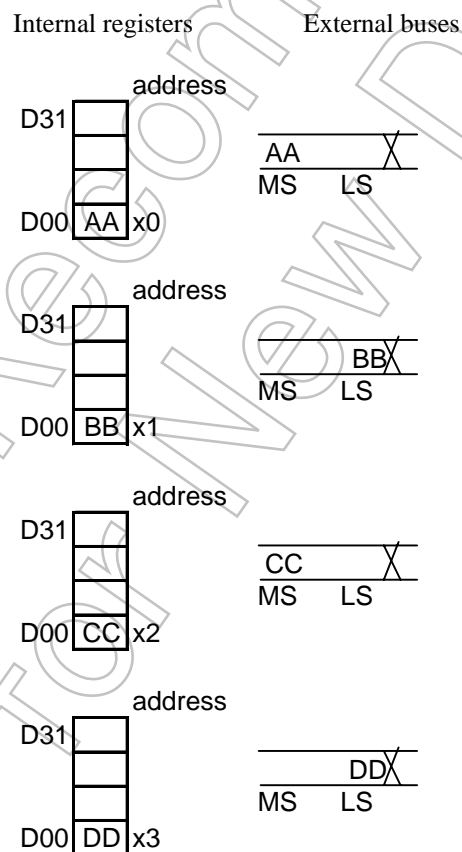 Internal registers External buses
address
D31
AA
MS LS
D00 AA x0
address
D31
BB
MS LS
D00 BB x1
address
D31
CC
MS LS
D00 CC x2
address
D31
DD
MS LS
D00 DD x3